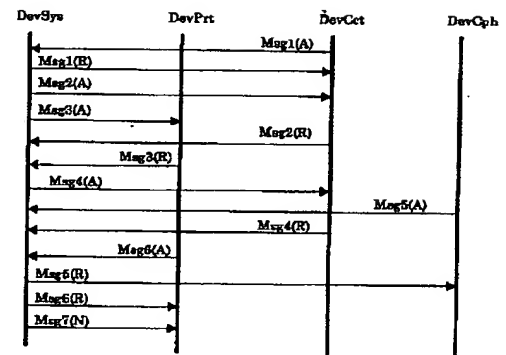 DevSys DevPrt DevCct DevCph
Msg1(A)
Msg1(R)
Msg2(A)
Msg3(A)
Msg2(R)
Msg3(R)
Msg4(A)
Msg5(A)
Msg4(R)
Msg6(A)
Msg5(R)
Msg6(R)
Msg7(N)